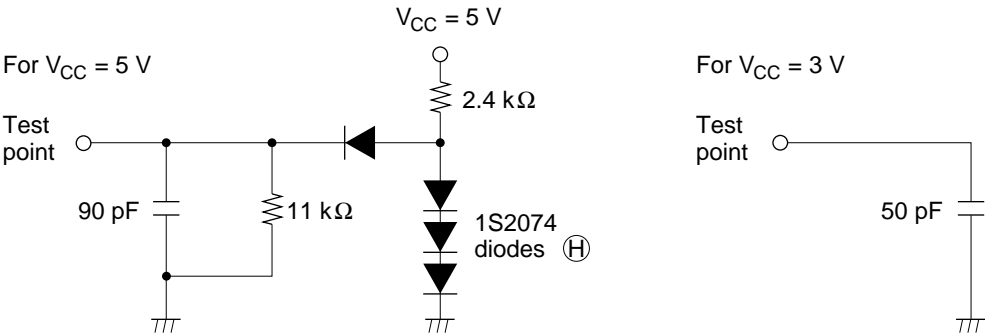 V_CC = 5 V
For V_CC = 5 V
2.4 kΩ
Test
point
90 pF
11 kΩ
1S2074
diodes Ⓗ
For V_CC = 3 V
Test
point
50 pF